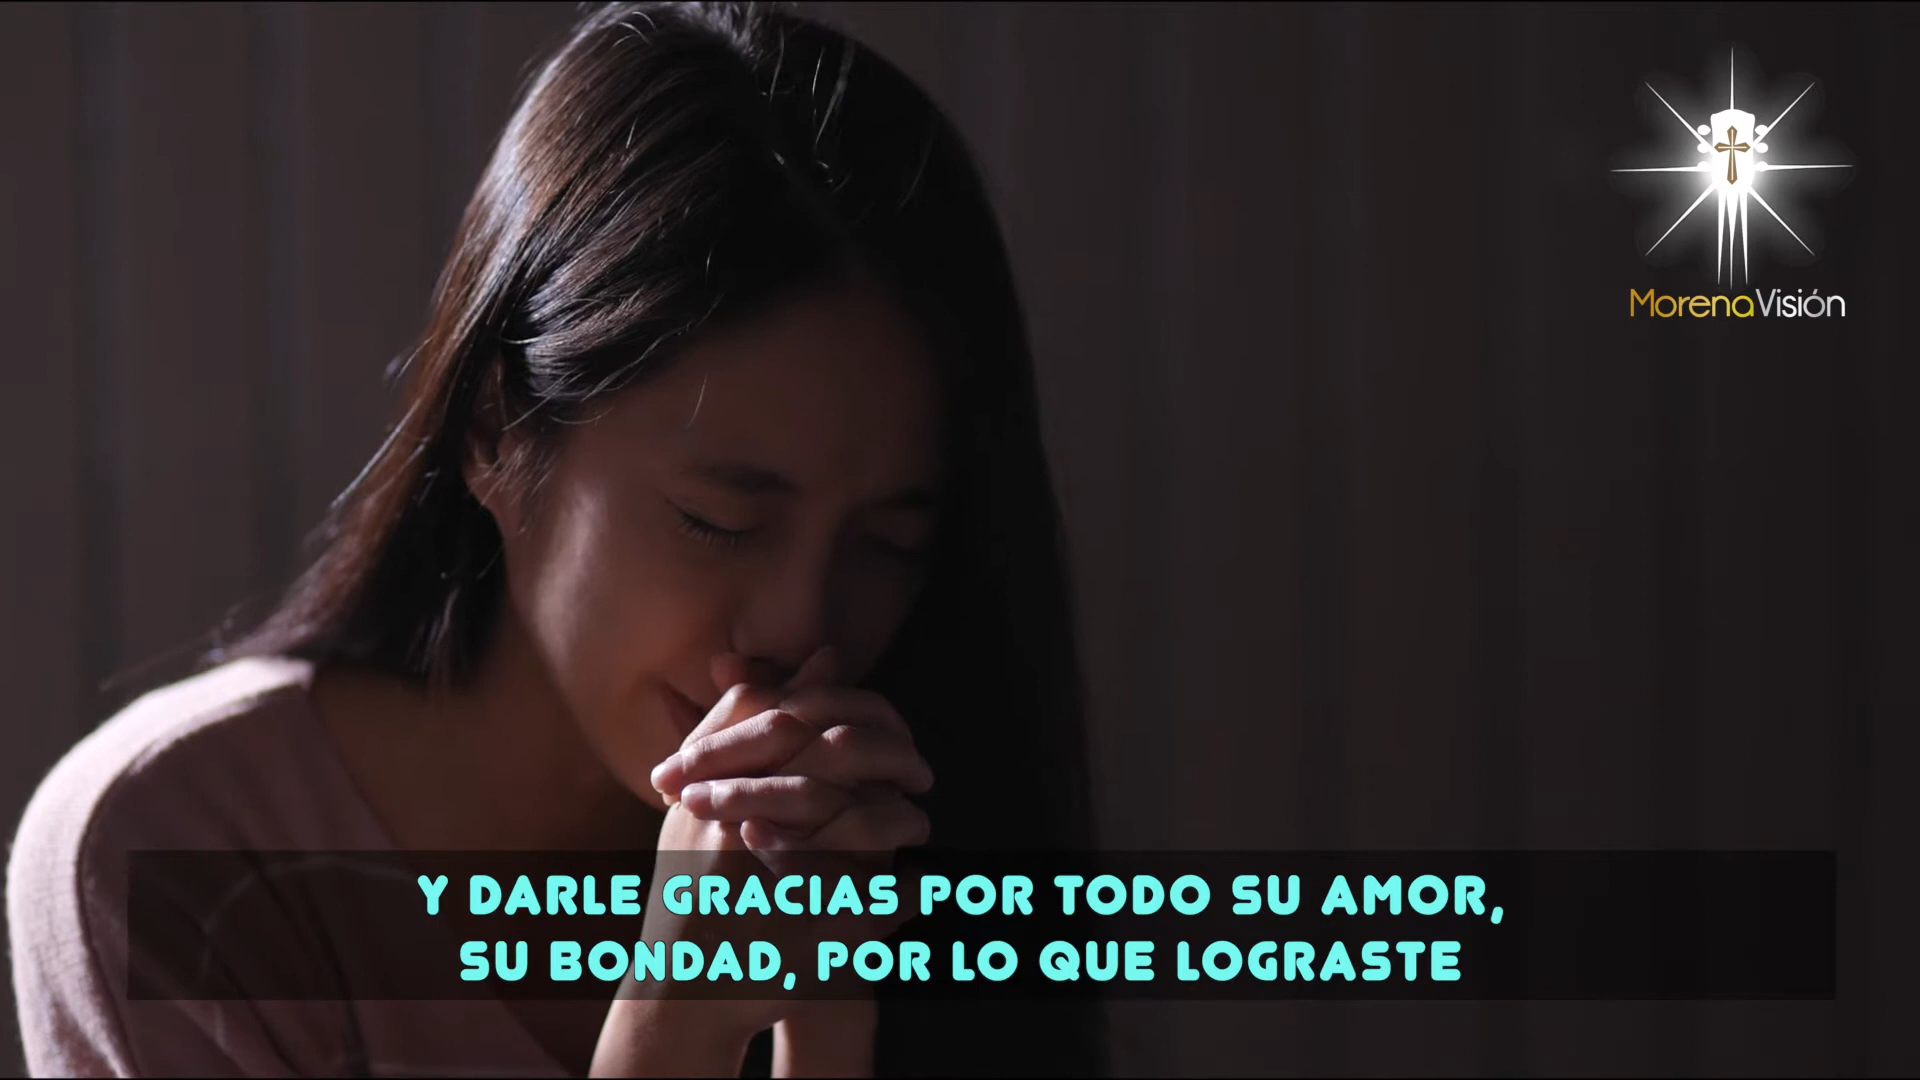 MorenaVisión
Y DARLE GRACIAS POR TODO SU AMOR,
SU BONDAD, POR LO QUE LOGRASTE